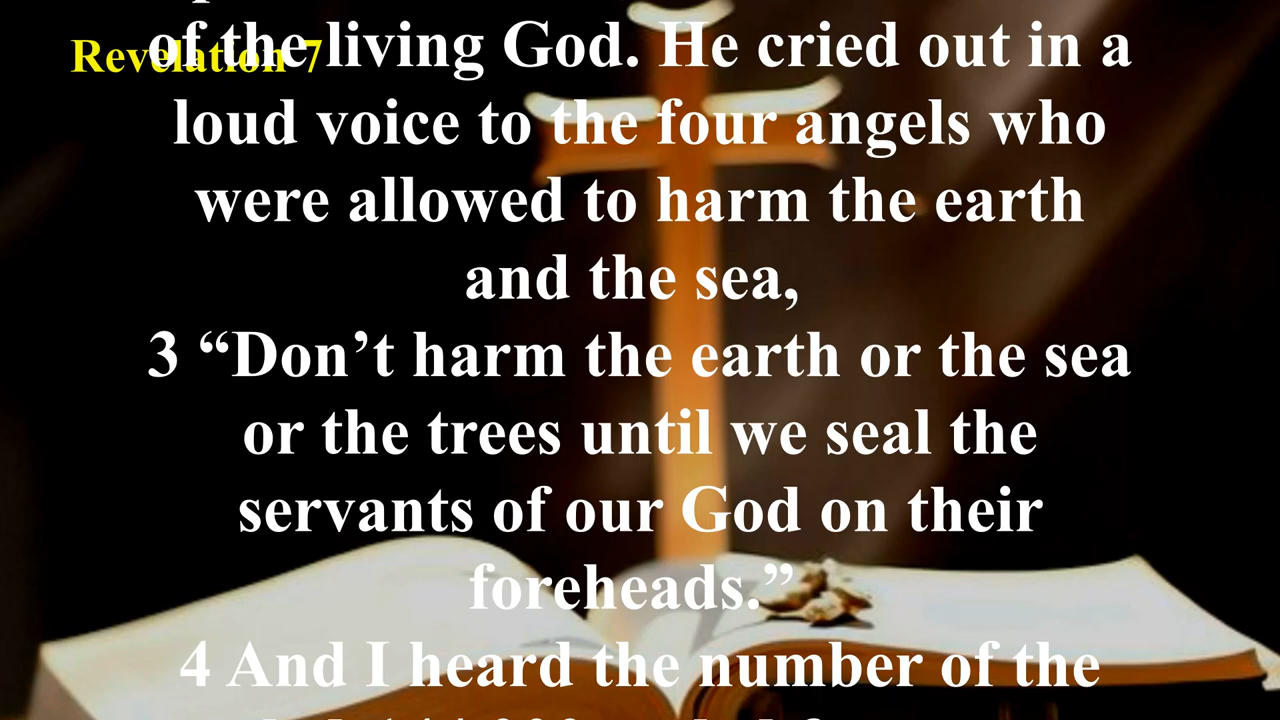 Revelation 7
of the living God. He cried out in a
loud voice to the four angels who
were allowed to harm the earth
and the sea,
3 “Don’t harm the earth or the sea
or the trees until we seal the
servants of our God on their
foreheads.”
4 And I heard the number of the